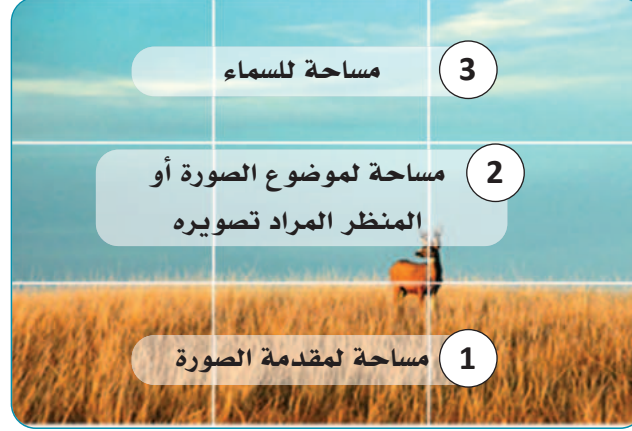 3 مساحة للسماء
2 مساحة لموضوع الصورة أو
المنظر المراد تصويره
1 مساحة لمقدمة الصورة